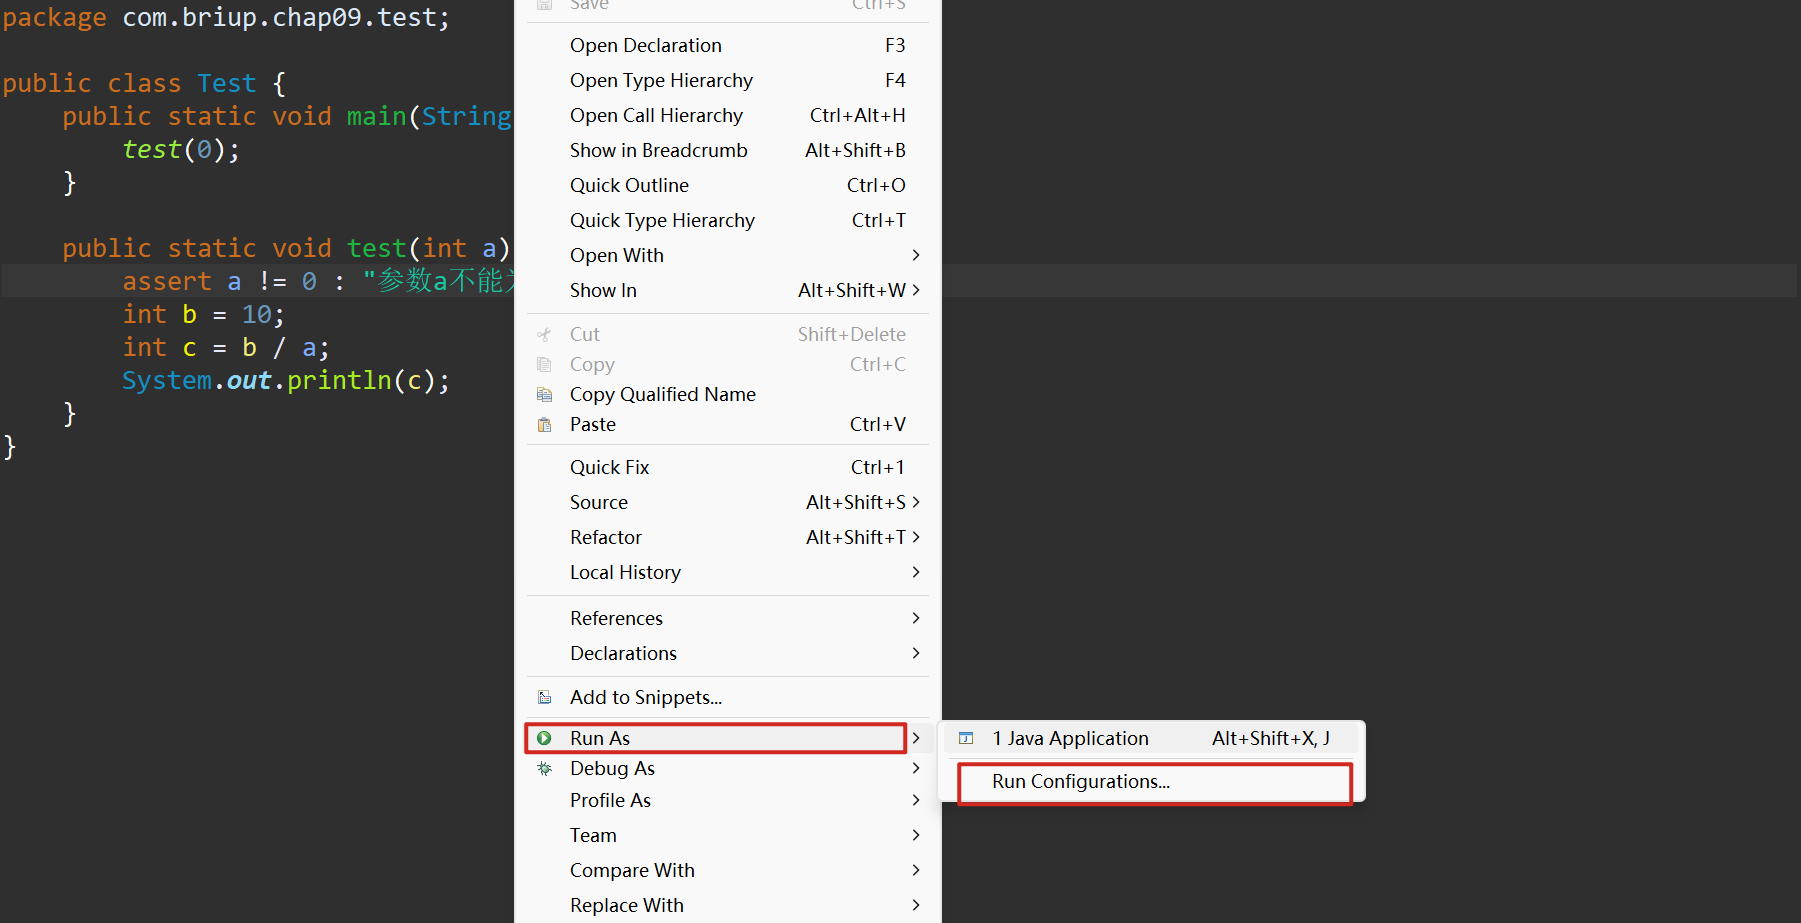 package com.briup.chap09.test;
public class Test {
public static void main(String
test(0);
}
public static void test(int a)
assert a != 0 : "参数a不能
int b = 10;
int c = b / a;
System.out.println(c);
}
}
Save Ctrl+S
Open Declaration F3
Open Type Hierarchy F4
Open Call Hierarchy Ctrl+Alt+H
Show in Breadcrumb Alt+Shift+B
Quick Outline Ctrl+O
Quick Type Hierarchy Ctrl+T
Open With
Show In Alt+Shift+W
Cut Shift+Delete
Copy Ctrl+C
Copy Qualified Name
Paste Ctrl+V
Quick Fix Ctrl+1
Source Alt+Shift+S
Refactor Alt+Shift+T
Local History
References
Declarations
Add to Snippets...
Run As
Debug As
Profile As
Team
Compare With
Replace With
1 Java Application Alt+Shift+X, J
Run Configurations...